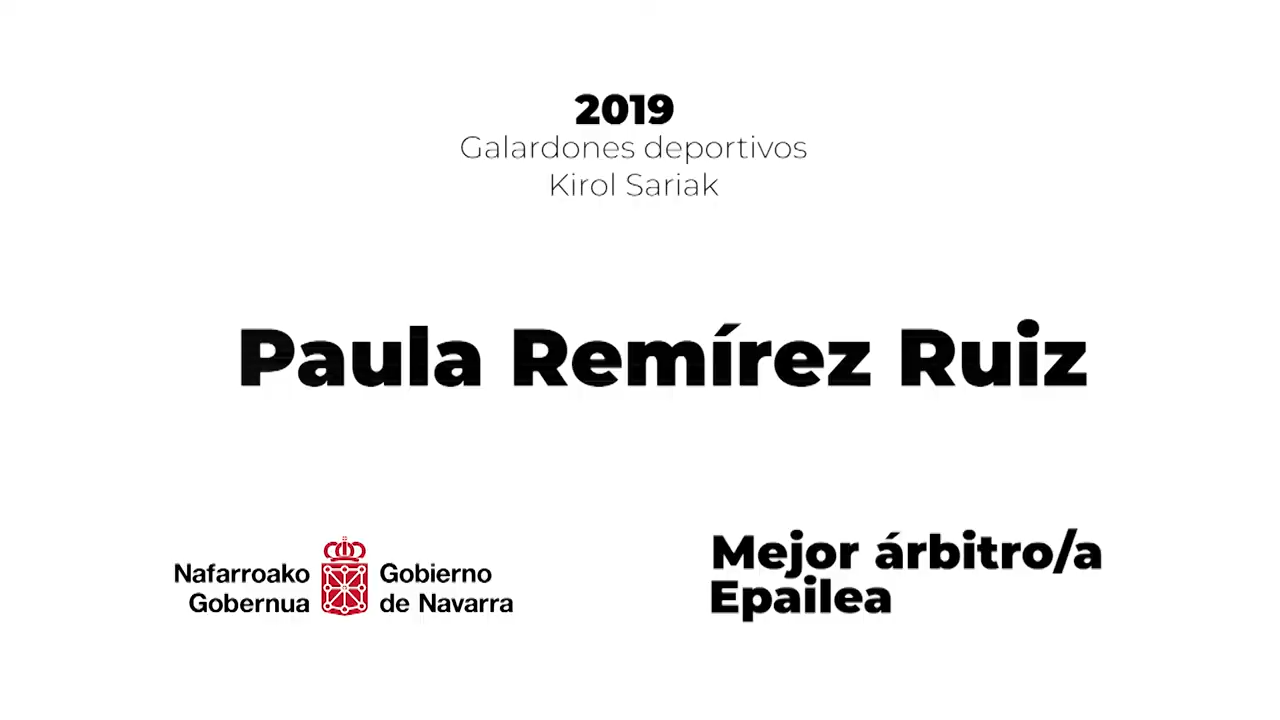 2019
Galardones deportivos
Kirol Sariak
Paula Remírez Ruiz
Nafarroako
Gobernua
Gobierno
de Navarra
Mejor árbitro/a
Epailea